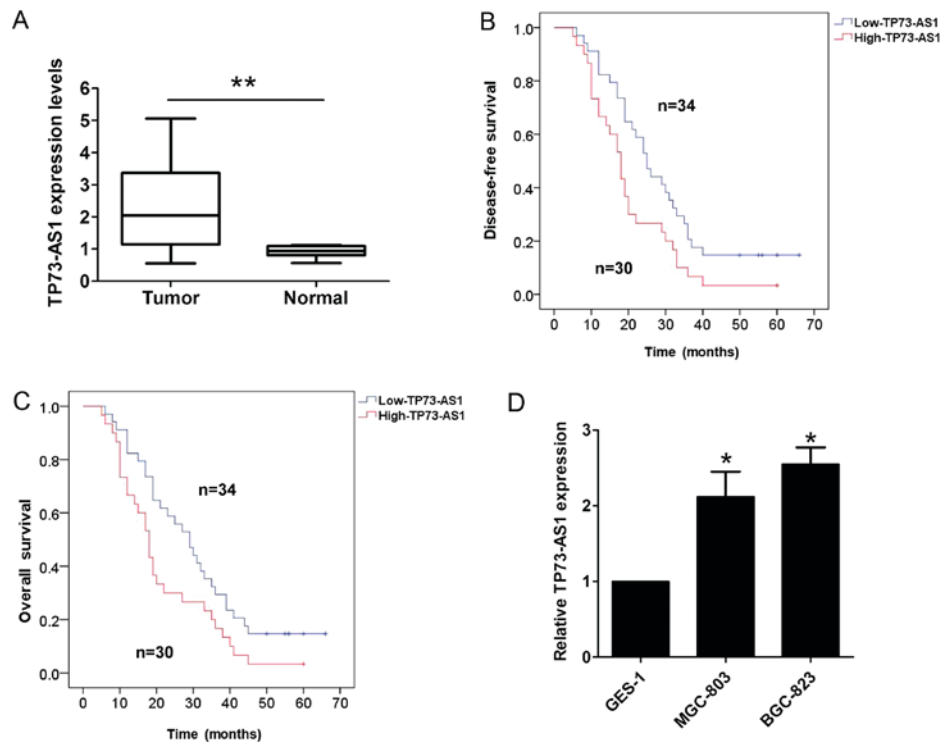 A
TP73-AS1 expression levels
6
5
4
3
2
1
0
**
Tumor
Normal
B
Low-TP73-AS1
High-TP73-AS1
Disease-free survival
1.0
0.8
0.6
0.4
0.2
0.0
n=34
n=30
0 10 20 30 40 50 60 70
Time (months)
C
Low-TP73-AS1
High-TP73-AS1
Overall survival
1.0
0.8
0.6
0.4
0.2
0.0
n=34
n=30
0 10 20 30 40 50 60 70
Time (months)
D
Relative TP73-AS1 expression
3
2
1
0
*
*
GES-1
MGC-803
BGC-823